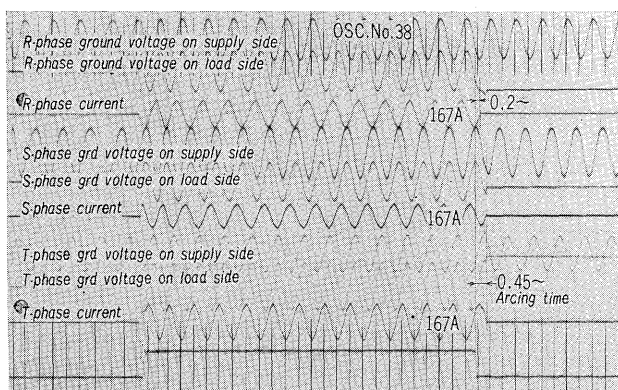 OSC.No.38
R-phase ground voltage on supply side
R-phase ground voltage on load side
R-phase current
167A
0.2~
S-phase grd voltage on supply side
S-phase grd voltage on load side
S-phase current
167A
T-phase grd voltage on supply side
T-phase grd voltage on load side
0.45~
Arcing time
T-phase current
167A